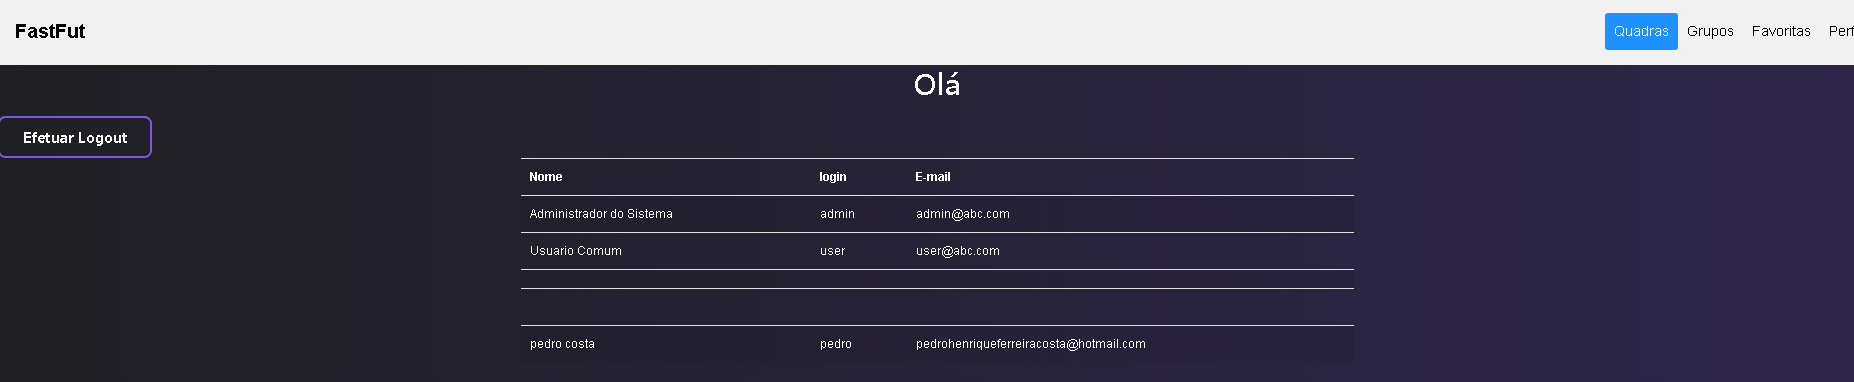 FastFut Quadras Grupos Favoritas Perf
Olá
Efetuar Logout
Nome login E-mail
Administrador do Sistema admin admin@abc.com
Usuario Comum user user@abc.com
pedro costa pedro pedrohenriqueferreiracosta@hotmail.com